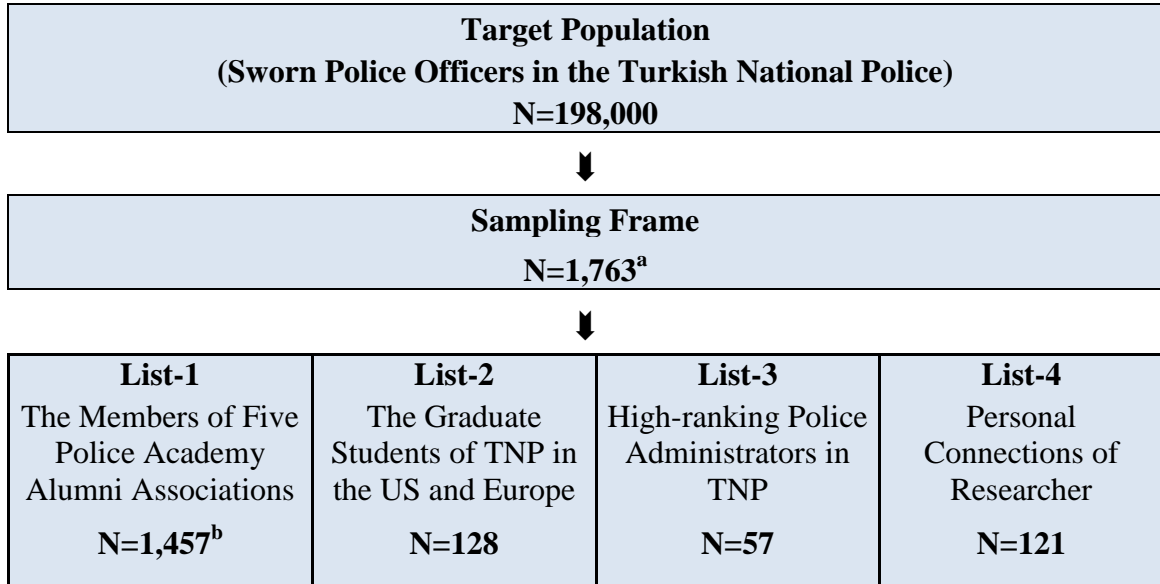 Target Population
(Sworn Police Officers in the Turkish National Police)
N=198,000
Sampling Frame
N=1,763a
List-1
The Members of Five
Police Academy
Alumni Associations
N=1,457b
List-2
The Graduate
Students of TNP in
the US and Europe
N=128
List-3
High-ranking Police
Administrators in
TNP
N=57
List-4
Personal
Connections of
Researcher
N=121